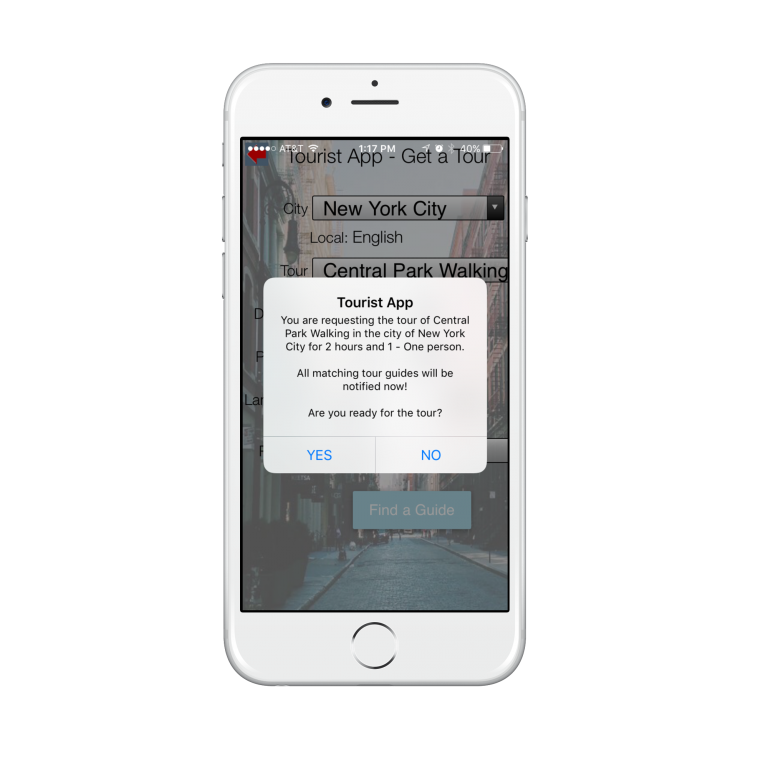 AT&T 1:17 PM 40%
Tourist App - Get a Tour
City New York City
Local: English
Tour Central Park Walking
Tourist App
You are requesting the tour of Central
Park Walking in the city of New York
City for 2 hours and 1 - One person.
All matching tour guides will be
notified now!
Are you ready for the tour?
YES NO
Find a Guide